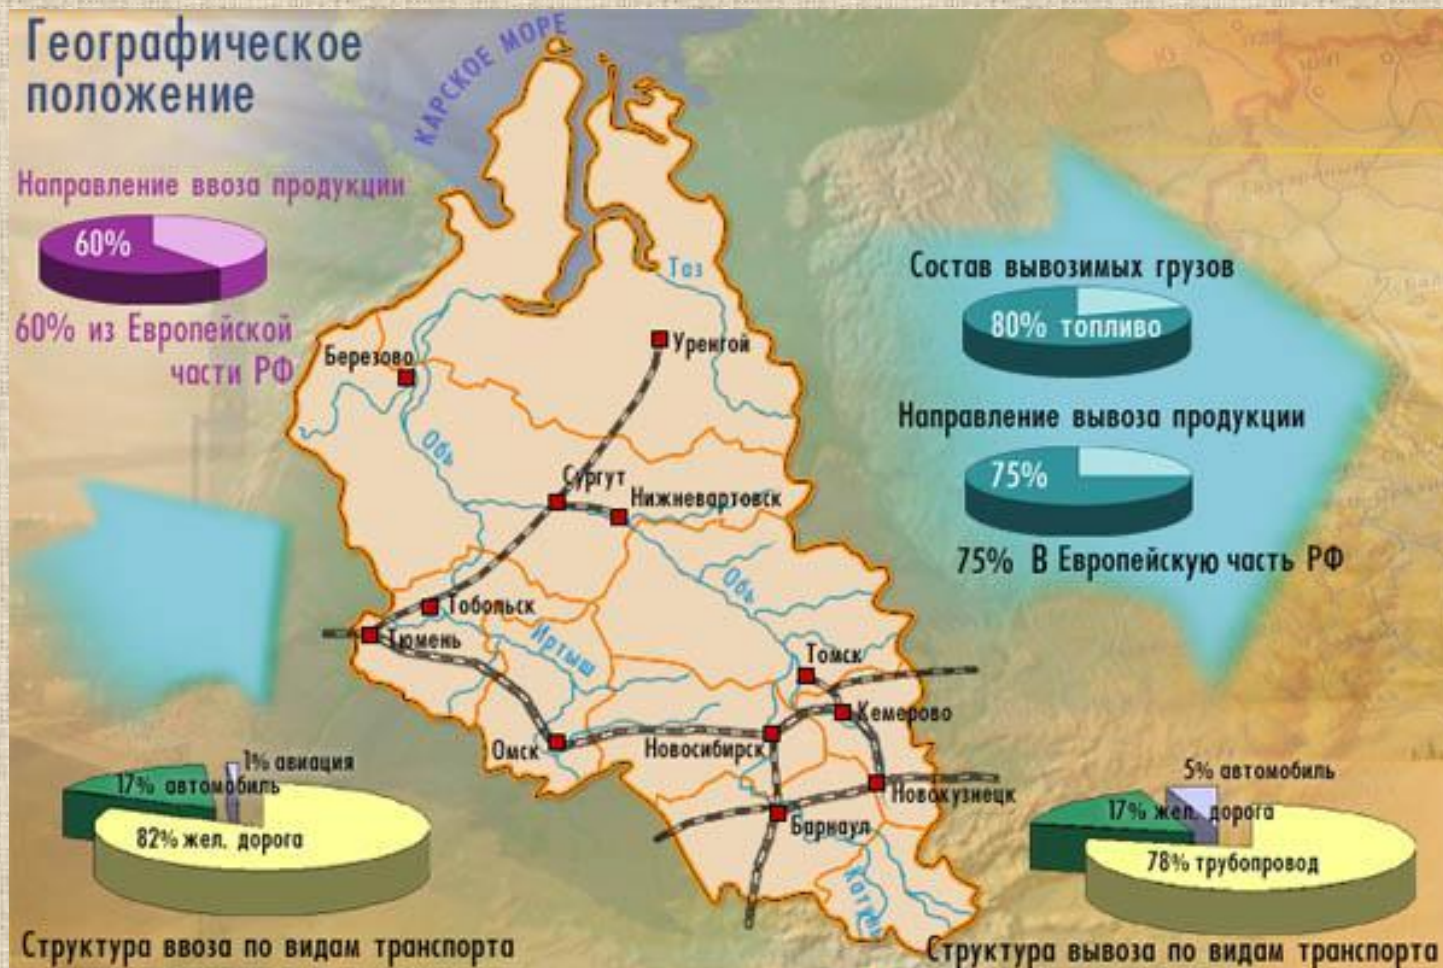 Географическое
положение
КАРСКОЕ МОРЕ
Направление ввоза продукции
60%
60% из Европейской
части РФ
Таз
Состав вывозимых грузов
80% топливо
Направление вывоза продукции
75%
75% В Европейскую часть РФ
Березово
Уренгой
Обь
Сургут
Нижневартовск
Обь
Тобольск
Тюмень
Иртыш
Томск
Кемерово
Омск
Новосибирск
Новокузнецк
Барнаул
Катунь
1% авиация
17% автомобиль
82% жел. дорога
Структура ввоза по видам транспорта
5% автомобиль
17% жел. дорога
78% трубопровод
Структура вывоза по видам транспорта